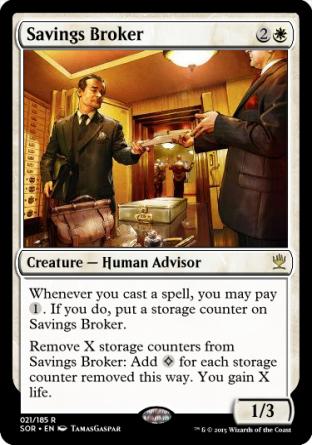 Savings Broker 2
Creature — Human Advisor
Whenever you cast a spell, you may pay
1. If you do, put a storage counter on
Savings Broker.
Remove X storage counters from
Savings Broker: Add for each storage
counter removed this way. You gain X
life.
1/3
021/185 R
SOR • EN TAMASGASPAR
™ & © 2015 Wizards of the Coast